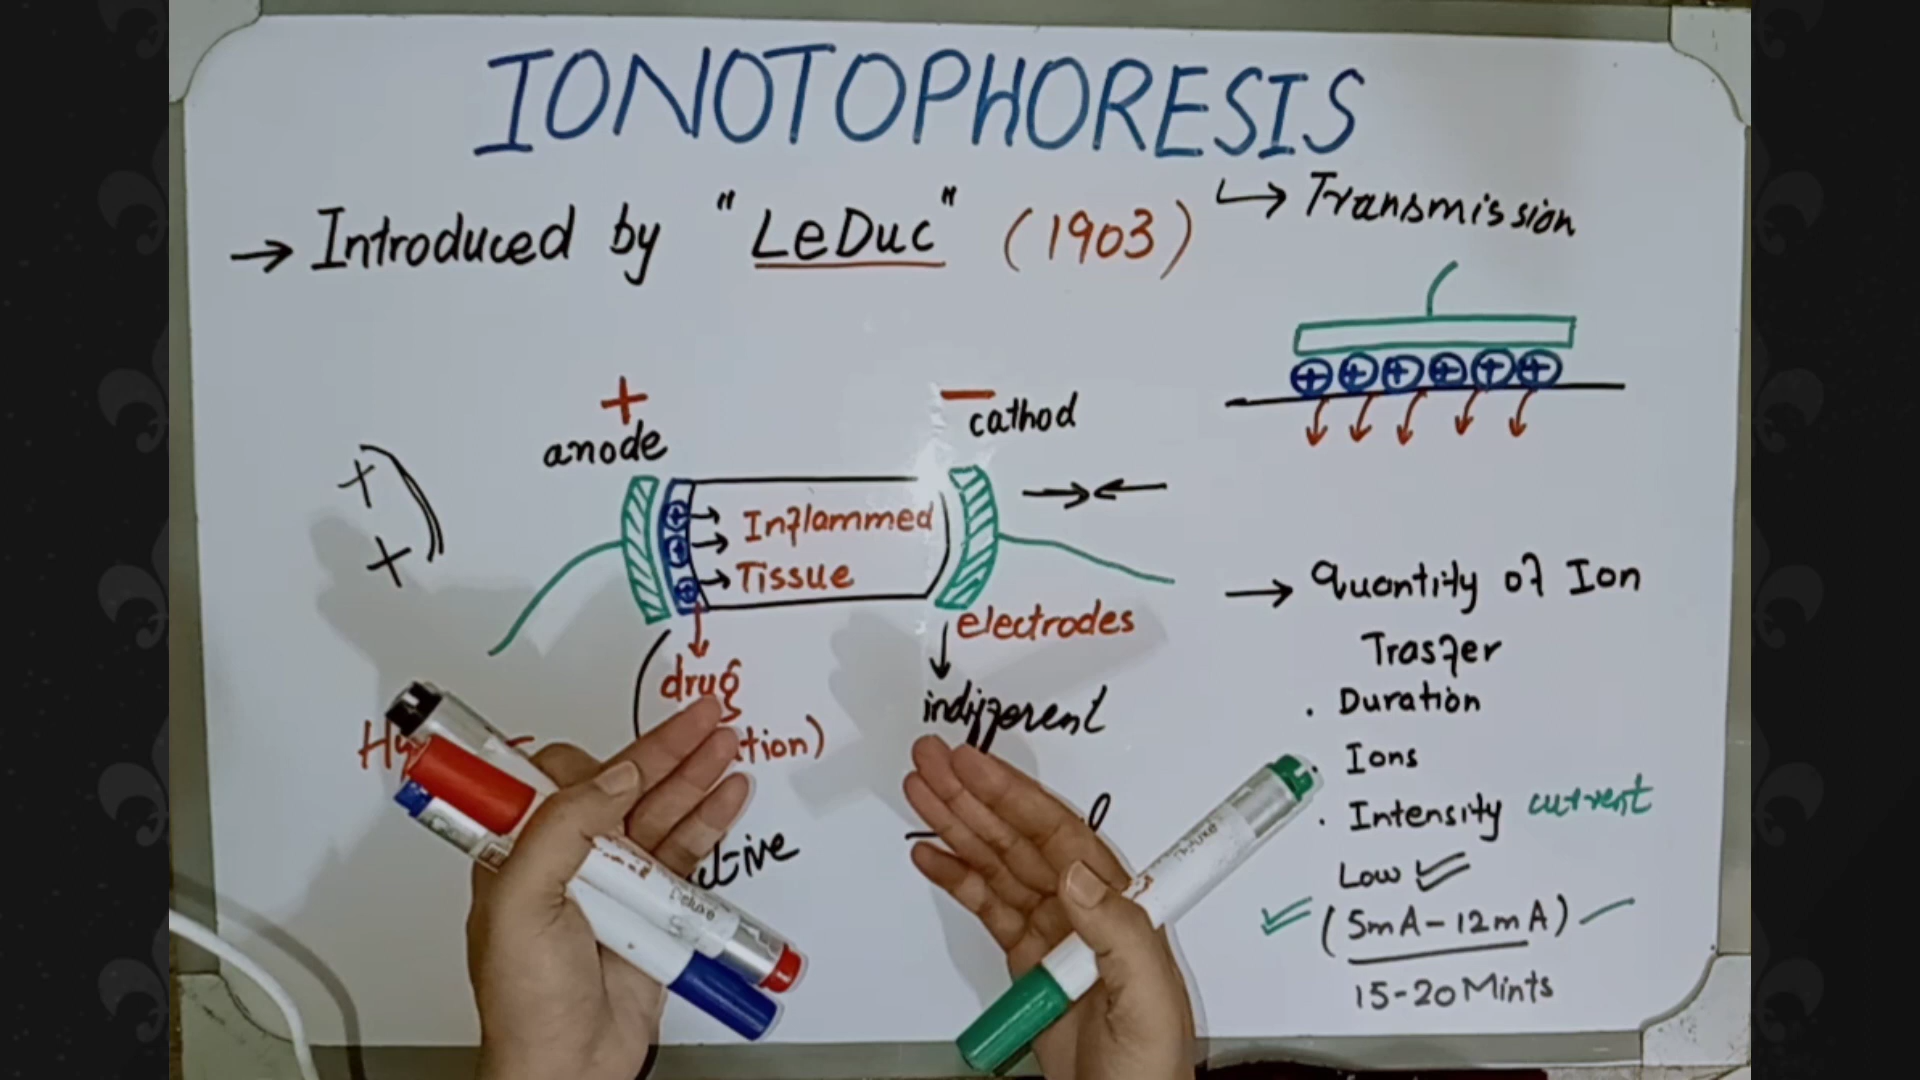 IONOTOPHORESIS
→ Introduced by "LeDuc" (1903)
↳ Transmission
+
anode
−
cathod
+ + + + + +
+
+
+
+
+
Inflammed
Tissue
electrodes
drug
tion)
indifferent
→ Quantity of Ion
Trasfer
. Duration
. Ions
. Intensity current
Low
(5mA-12mA)
15-20 Mints
Deluxe